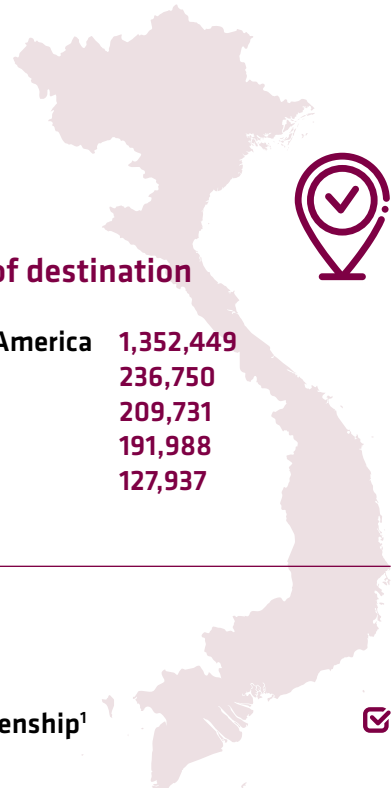 of destination
America 1,352,449
236,750
209,731
191,988
127,937
enship1